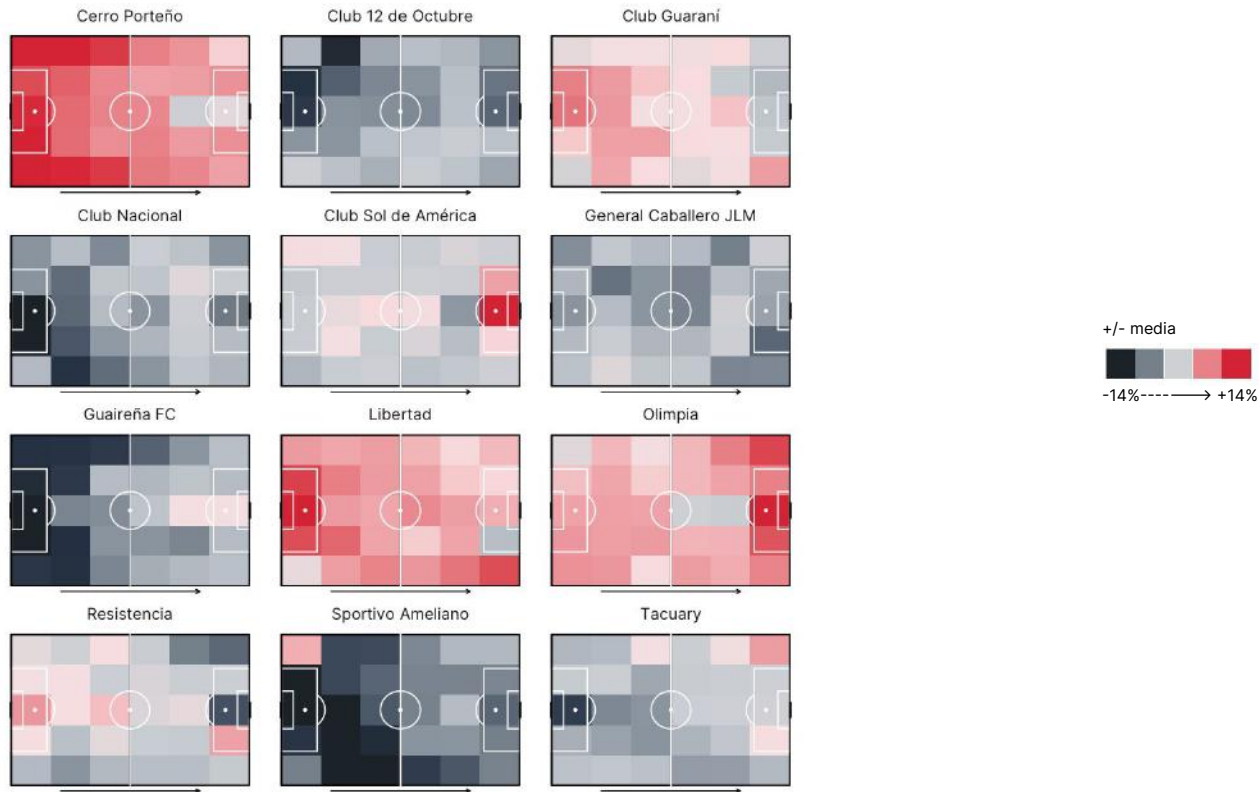 Cerro Porteño
Club 12 de Octubre
Club Guaraní
Club Nacional
Club Sol de América
General Caballero JLM
+/- media
-14%------> +14%
Guaireña FC
Libertad
Olimpia
Resistencia
Sportivo Ameliano
Tacuary